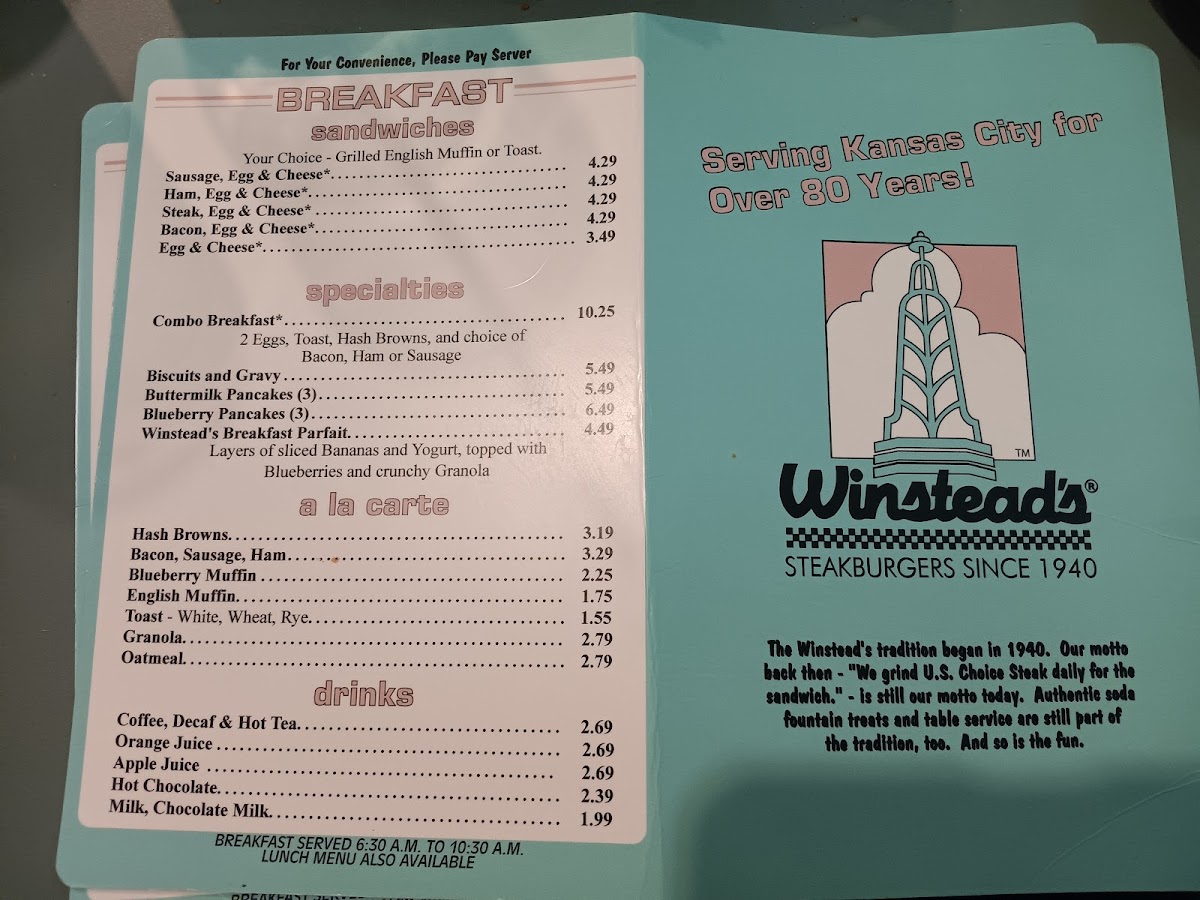 For Your Convenience, Please Pay Server
BREAKFAST
sandwiches
Your Choice - Grilled English Muffin or Toast.
Sausage, Egg & Cheese* 4.29
Ham, Egg & Cheese* 4.29
Steak, Egg & Cheese* 4.29
Bacon, Egg & Cheese* 4.29
Egg & Cheese* 3.49
specialties
Combo Breakfast* 10.25
2 Eggs, Toast, Hash Browns, and choice of
Bacon, Ham or Sausage
Biscuits and Gravy 5.49
Buttermilk Pancakes (3) 5.49
Blueberry Pancakes (3) 6.49
Winstead's Breakfast Parfait 4.49
Layers of sliced Bananas and Yogurt, topped with
Blueberries and crunchy Granola
a la carte
Hash Browns 3.19
Bacon, Sausage, Ham 3.29
Blueberry Muffin 2.25
English Muffin 1.75
Toast - White, Wheat, Rye 1.55
Granola 2.79
Oatmeal 2.79
drinks
Coffee, Decaf & Hot Tea 2.69
Orange Juice 2.69
Apple Juice 2.69
Hot Chocolate 2.39
Milk, Chocolate Milk 1.99
BREAKFAST SERVED 6:30 A.M. TO 10:30 A.M.
LUNCH MENU ALSO AVAILABLE
Serving Kansas City for
Over 80 Years!
TM
Winstead's®
STEAKBURGERS SINCE 1940
The Winstead's tradition began in 1940. Our motto
back then - "We grind U.S. Choice Steak daily for the
sandwich." - is still our motto today. Authentic soda
fountain treats and table service are still part of
the tradition, too. And so is the fun.